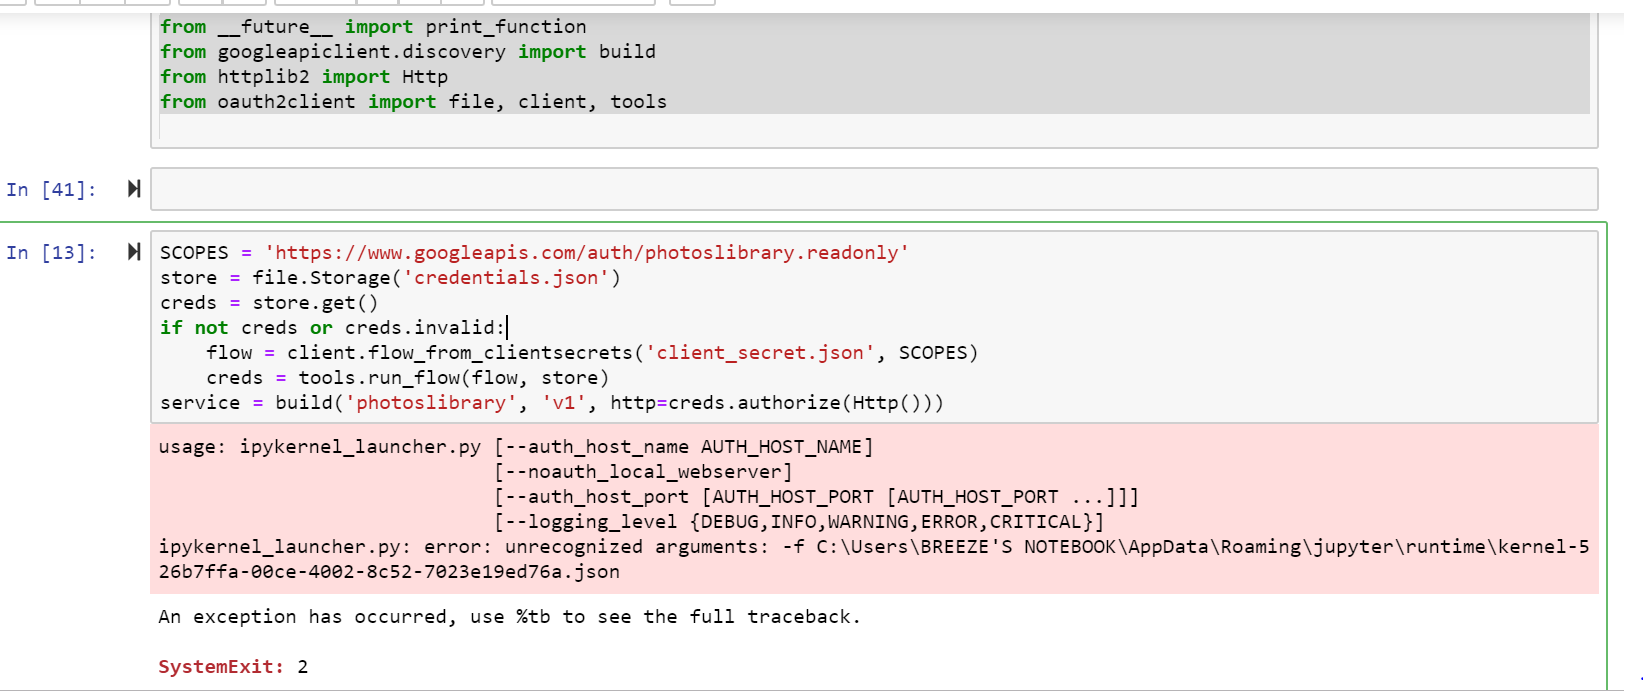 from __future__ import print_function
from googleapiclient.discovery import build
from httplib2 import Http
from oauth2client import file, client, tools
In [41]:
In [13]:
SCOPES = 'https://www.googleapis.com/auth/photoslibrary.readonly'
store = file.Storage('credentials.json')
creds = store.get()
if not creds or creds.invalid:
    flow = client.flow_from_clientsecrets('client_secret.json', SCOPES)
    creds = tools.run_flow(flow, store)
service = build('photoslibrary', 'v1', http=creds.authorize(Http()))
usage: ipykernel_launcher.py [--auth_host_name AUTH_HOST_NAME]
                             [--noauth_local_webserver]
                             [--auth_host_port [AUTH_HOST_PORT [AUTH_HOST_PORT ...]]]
                             [--logging_level {DEBUG,INFO,WARNING,ERROR,CRITICAL}]
ipykernel_launcher.py: error: unrecognized arguments: -f C:\Users\BREEZE'S NOTEBOOK\AppData\Roaming\jupyter\runtime\kernel-5
26b7ffa-00ce-4002-8c52-7023e19ed76a.json
An exception has occurred, use %tb to see the full traceback.
SystemExit: 2